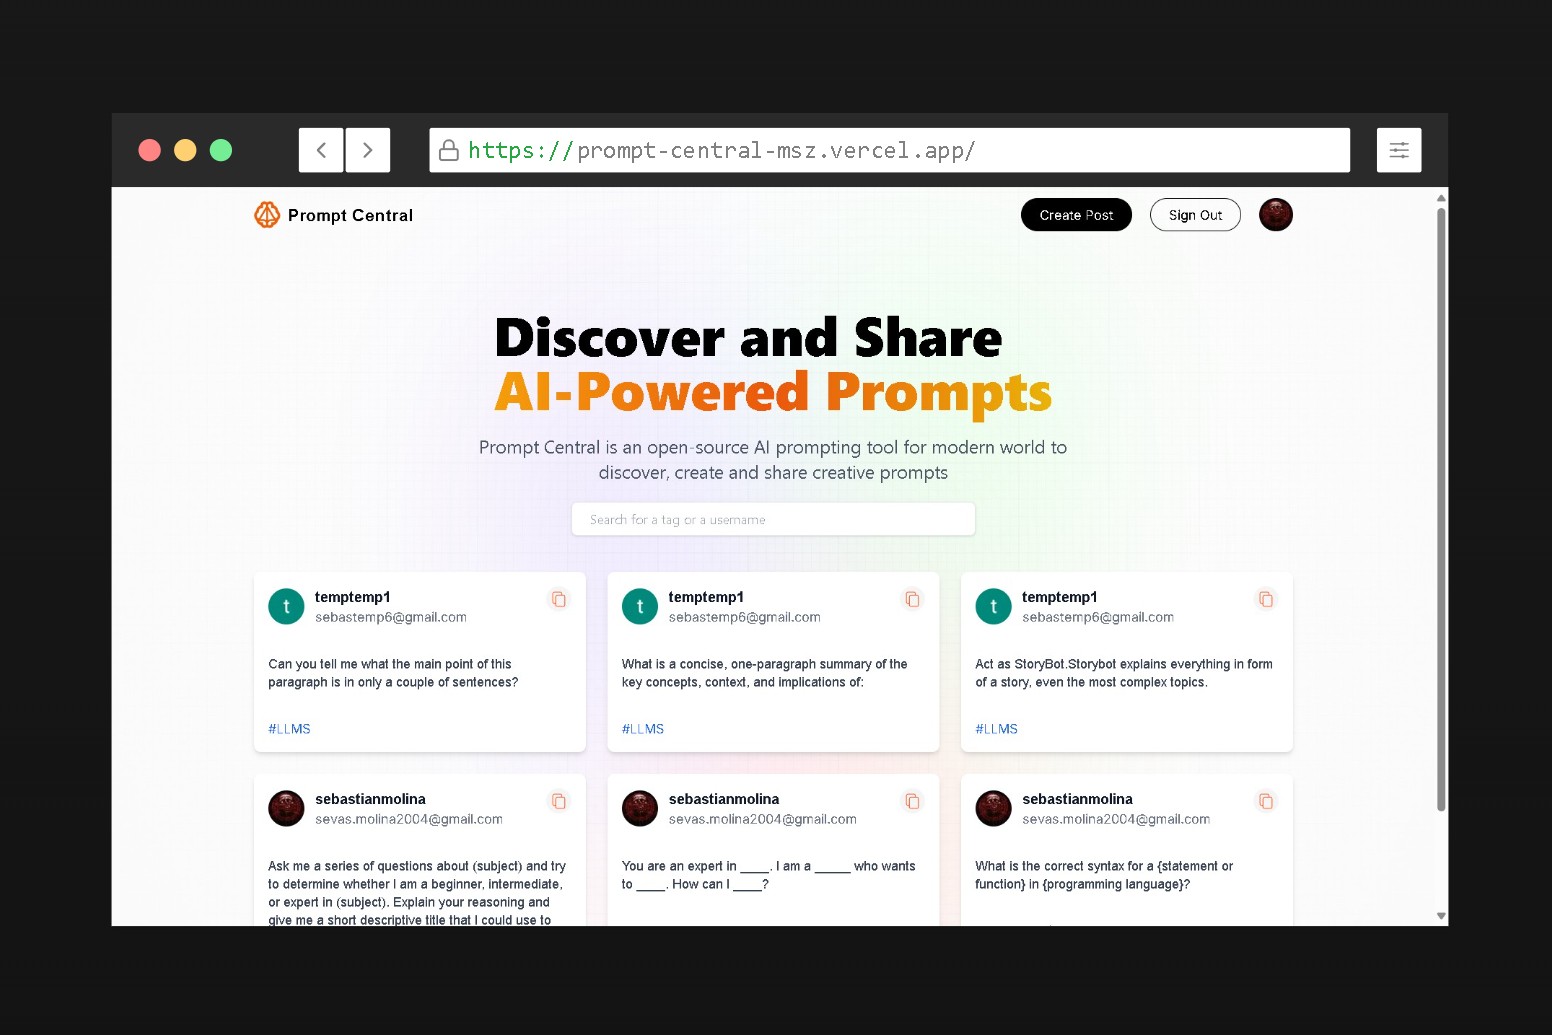 https://prompt-central-msz.vercel.app/
Prompt Central
Create Post
Sign Out
Discover and Share
AI-Powered Prompts
Prompt Central is an open-source AI prompting tool for modern world to
discover, create and share creative prompts
Search for a tag or a username
t
temptemp1
sebastemp6@gmail.com
Can you tell me what the main point of this
paragraph is in only a couple of sentences?
#LLMS
t
temptemp1
sebastemp6@gmail.com
What is a concise, one-paragraph summary of the
key concepts, context, and implications of:
#LLMS
t
temptemp1
sebastemp6@gmail.com
Act as StoryBot.Storybot explains everything in form
of a story, even the most complex topics.
#LLMS
sebastianmolina
sevas.molina2004@gmail.com
Ask me a series of questions about (subject) and try
to determine whether I am a beginner, intermediate,
or expert in (subject). Explain your reasoning and
give me a short descriptive title that I could use to
sebastianmolina
sevas.molina2004@gmail.com
You are an expert in ____. I am a _____ who wants
to ____. How can I ____?
sebastianmolina
sevas.molina2004@gmail.com
What is the correct syntax for a {statement or
function} in {programming language}?